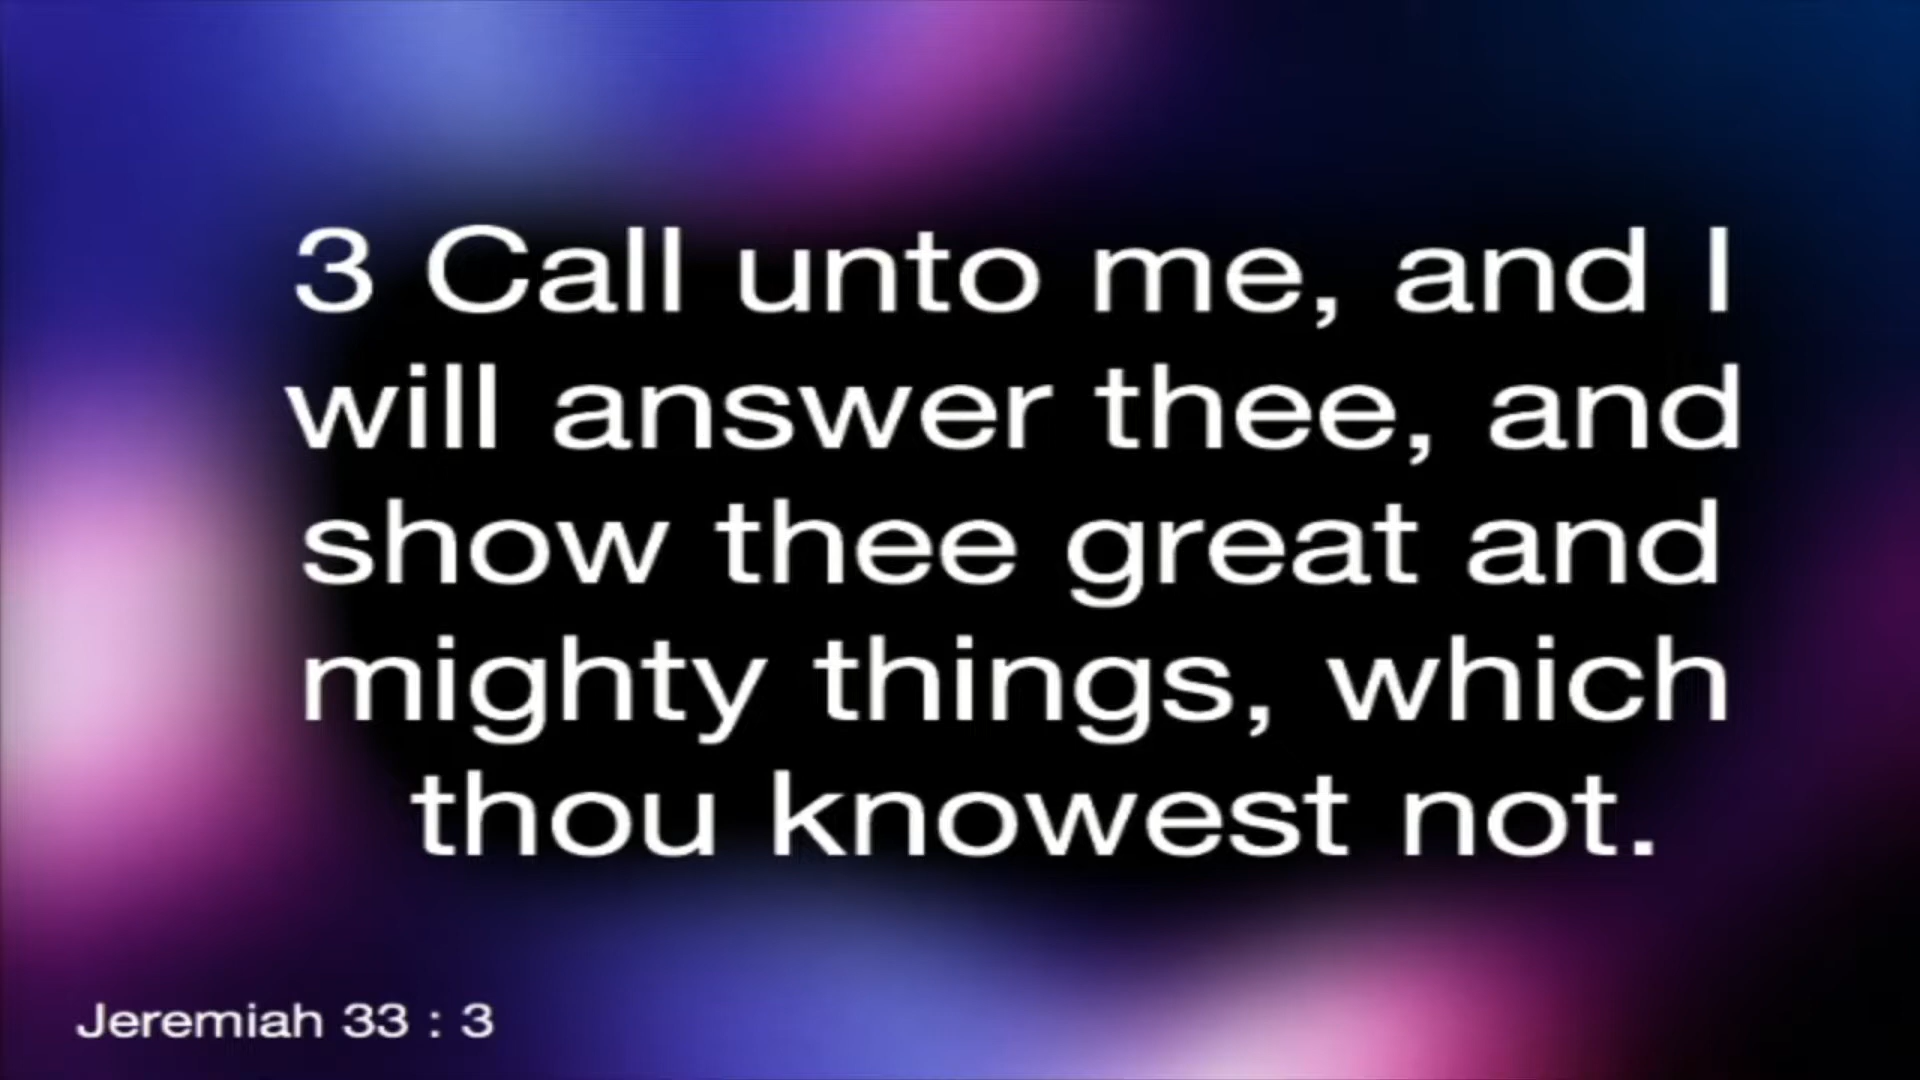 3 Call unto me, and I
will answer thee, and
show thee great and
mighty things, which
thou knowest not.
Jeremiah 33 : 3